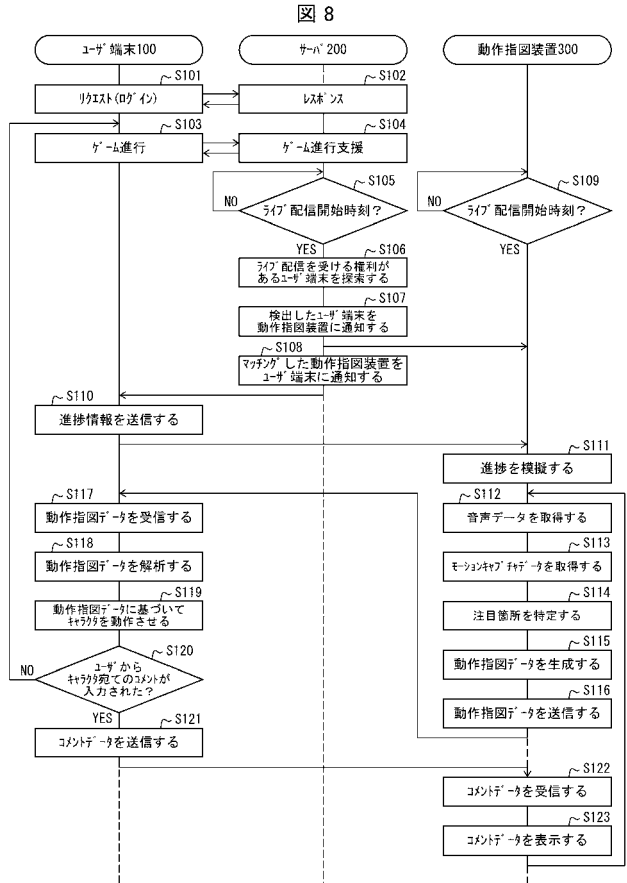 図 8
ﾕｰｻﾞ端末100
ｻｰﾊﾞ200
動作指図装置300
S101
ﾘｸｴｽﾄ(ﾛｸﾞｲﾝ)
S102
ﾚｽﾎﾟﾝｽ
S103
ｹﾞｰﾑ進行
S104
ｹﾞｰﾑ進行支援
S105
ﾗｲﾌﾞ配信開始時刻?
NO
YES
S109
ﾗｲﾌﾞ配信開始時刻?
NO
YES
S106
ﾗｲﾌﾞ配信を受ける権利が
あるﾕｰｻﾞ端末を探索する
S107
検出したﾕｰｻﾞ端末を
動作指図装置に通知する
S108
ﾏｯﾁﾝｸﾞした動作指図装置を
ﾕｰｻﾞ端末に通知する
S110
進捗情報を送信する
S111
進捗を模擬する
S112
音声データを取得する
S113
ﾓｰｼｮﾝｷｬﾌﾟﾁｬﾃﾞｰﾀを取得する
S114
注目箇所を特定する
S115
動作指図ﾃﾞｰﾀを生成する
S116
動作指図ﾃﾞｰﾀを送信する
S117
動作指図ﾃﾞｰﾀを受信する
S118
動作指図ﾃﾞｰﾀを解析する
S119
動作指図ﾃﾞｰﾀに基づいて
ｷｬﾗｸﾀを動作させる
S120
ﾕｰｻﾞから
ｷｬﾗｸﾀ宛てのｺﾒﾝﾄが
入力された?
NO
YES
S121
ｺﾒﾝﾄﾃﾞｰﾀを送信する
S122
ｺﾒﾝﾄﾃﾞｰﾀを受信する
S123
ｺﾒﾝﾄﾃﾞｰﾀを表示する